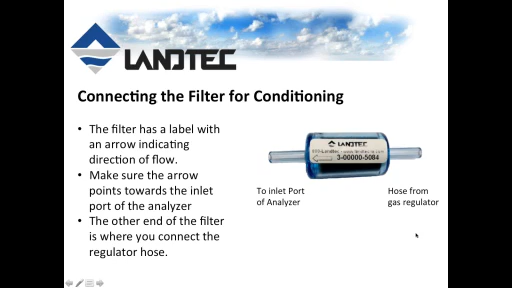 LANDTEC
Connecting the Filter for Conditioning
• The filter has a label with
an arrow indicating
direction of flow.
• Make sure the arrow
points towards the inlet
port of the analyzer
• The other end of the filter
is where you connect the
regulator hose.
LANDTEC
3-00000-5084
To inlet Port
of Analyzer
Hose from
gas regulator